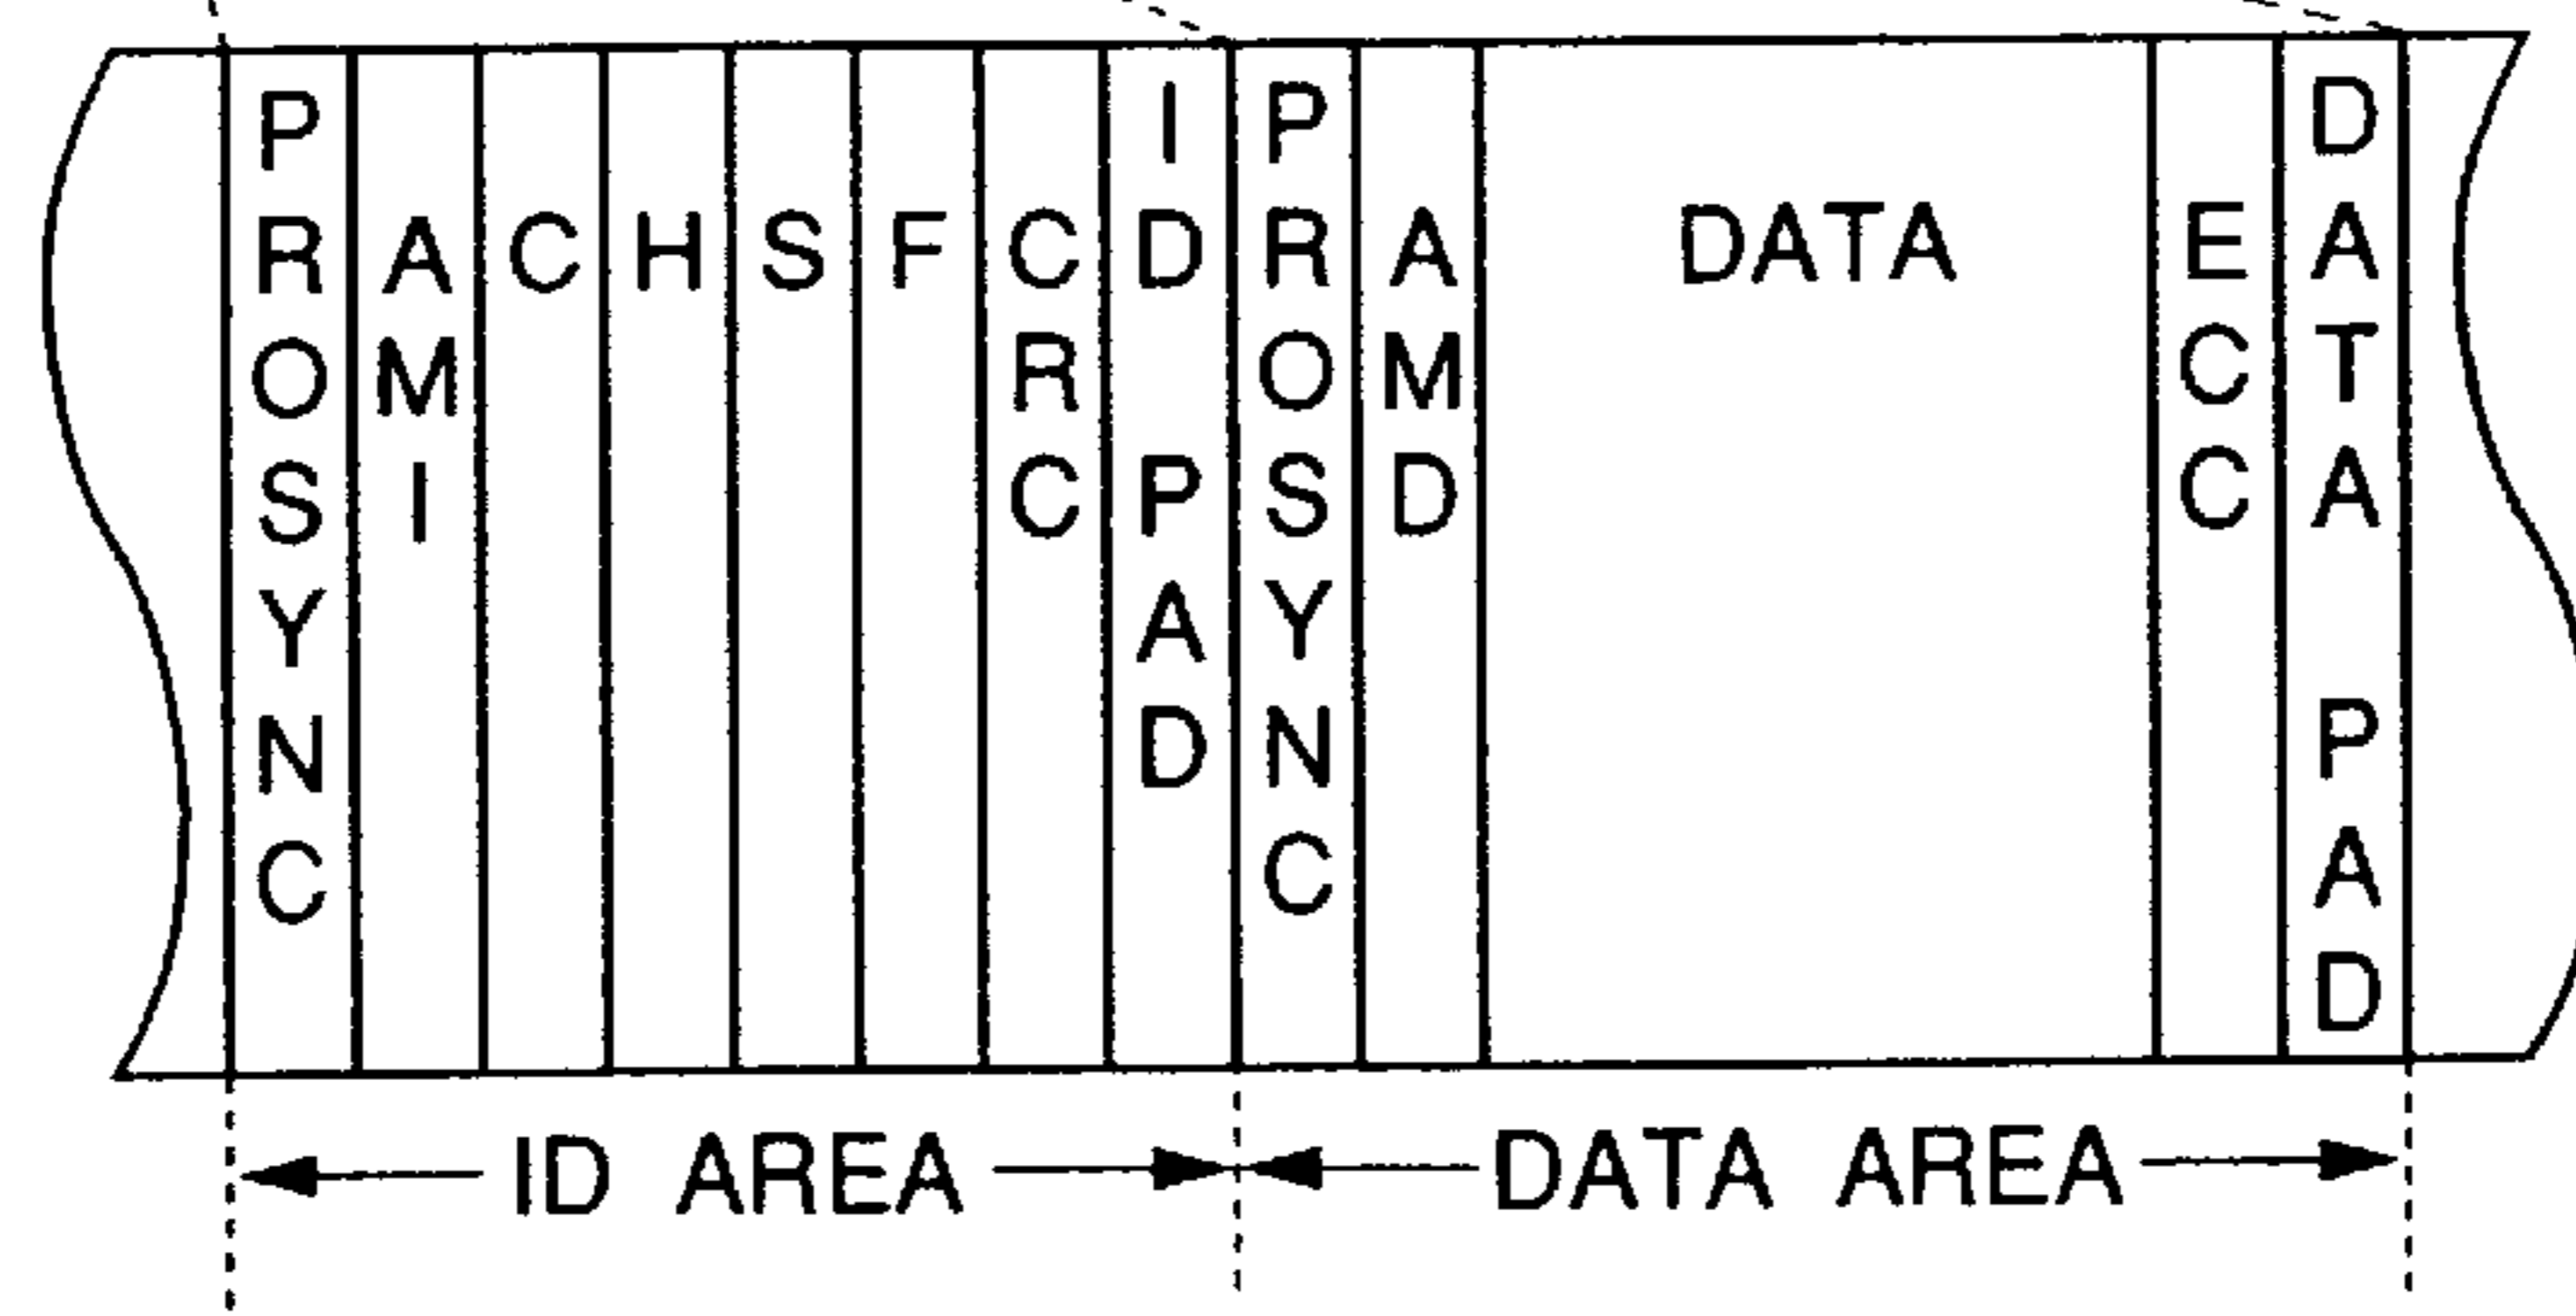 PROSYNC
AMI
C
H
S
F
CRC
ID PAD
PROSYNC
AMD
DATA
ECC
DATA PAD
ID AREA
DATA AREA